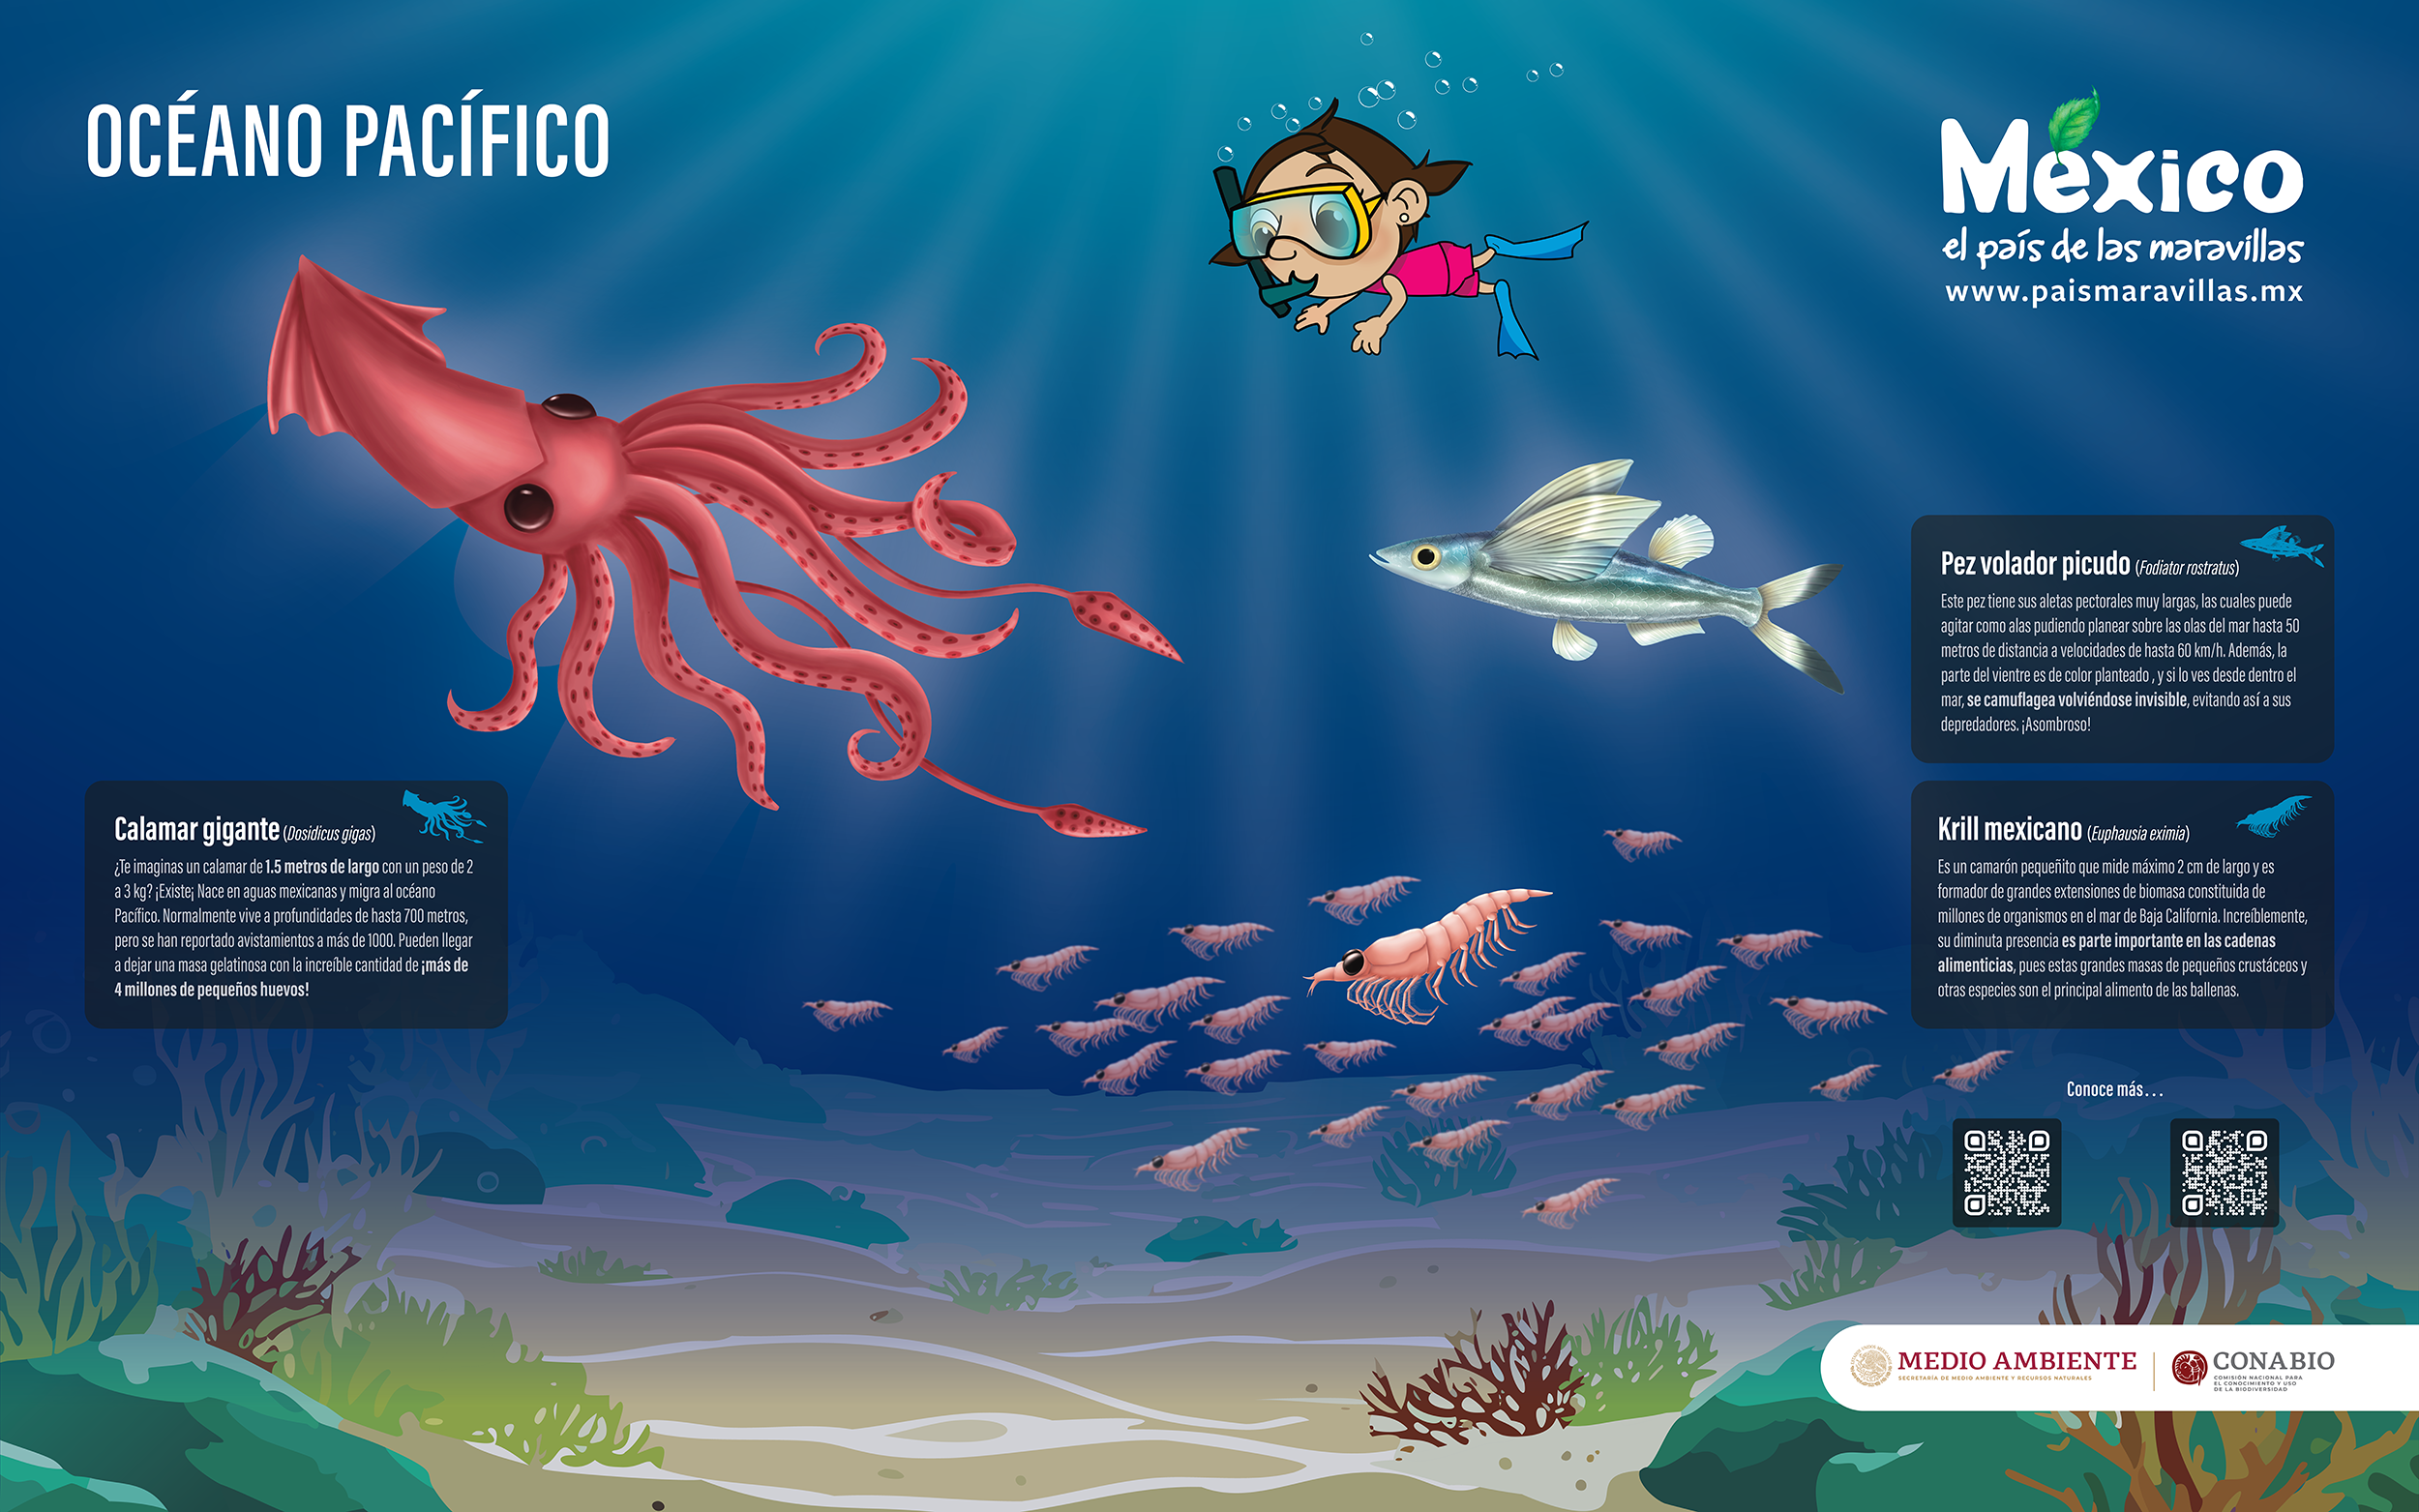 OCÉANO PACÍFICO
México
el país de las maravillas
www.paismaravillas.mx
Pez volador picudo (Fodiator rostratus)
Este pez tiene sus aletas pectorales muy largas, las cuales puede
agitar como alas pudiendo planear sobre las olas del mar hasta 50
metros de distancia a velocidades de hasta 60 km/h. Además, la
parte del vientre es de color planteado , y si lo ves desde dentro el
mar, se camuflagea volviéndose invisible, evitando así a sus
depredadores. ¡Asombroso!
Calamar gigante (Dosidicus gigas)
¿Te imaginas un calamar de 1.5 metros de largo con un peso de 2
a 3 kg? ¡Existe¡ Nace en aguas mexicanas y migra al océano
Pacífico. Normalmente vive a profundidades de hasta 700 metros,
pero se han reportado avistamientos a más de 1000. Pueden llegar
a dejar una masa gelatinosa con la increíble cantidad de ¡más de
4 millones de pequeños huevos!
Krill mexicano (Euphausia eximia)
Es un camarón pequeñito que mide máximo 2 cm de largo y es
formador de grandes extensiones de biomasa constituida de
millones de organismos en el mar de Baja California. Increíblemente,
su diminuta presencia es parte importante en las cadenas
alimenticias, pues estas grandes masas de pequeños crustáceos y
otras especies son el principal alimento de las ballenas.
Conoce más...
MEDIO AMBIENTE
SECRETARÍA DE MEDIO AMBIENTE Y RECURSOS NATURALES
CONABIO
COMISIÓN NACIONAL PARA
EL CONOCIMIENTO Y USO
DE LA BIODIVERSIDAD